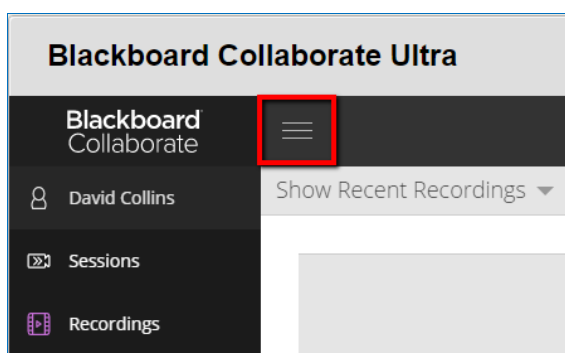 Blackboard Collaborate Ultra
Blackboard
Collaborate
Show Recent Recordings
David Collins
Sessions
Recordings